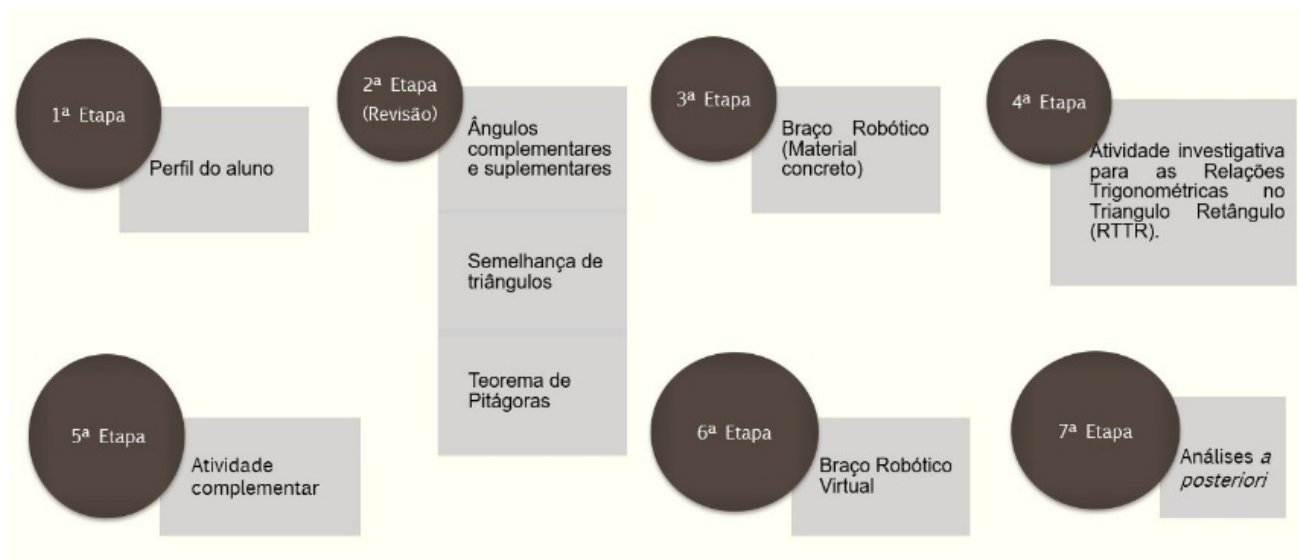 1ª Etapa
Perfil do aluno
2ª Etapa
(Revisão)
Ângulos
complementares
e suplementares
Semelhança de
triângulos
Teorema de
Pitágoras
3ª Etapa
Braço Robótico
(Material
concreto)
4ª Etapa
Atividade investigativa
para as Relações
Trigonométricas no
Triangulo Retângulo
(RTTR).
5ª Etapa
Atividade
complementar
6ª Etapa
Braço Robótico
Virtual
7ª Etapa
Análises a
posteriori